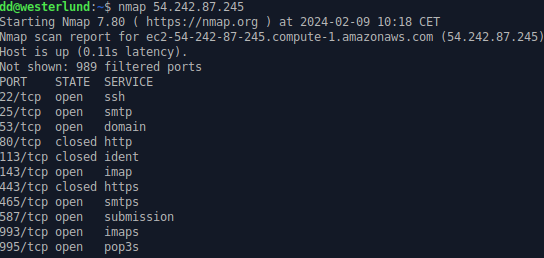 dd@westerlund:~$ nmap 54.242.87.245
Starting Nmap 7.80 ( https://nmap.org ) at 2024-02-09 10:18 CET
Nmap scan report for ec2-54-242-87-245.compute-1.amazonaws.com (54.242.87.245)
Host is up (0.11s latency).
Not shown: 989 filtered ports
PORT    STATE  SERVICE
22/tcp  open   ssh
25/tcp  open   smtp
53/tcp  open   domain
80/tcp  closed http
113/tcp closed ident
143/tcp open   imap
443/tcp closed https
465/tcp open   smtps
587/tcp open   submission
993/tcp open   imaps
995/tcp open   pop3s